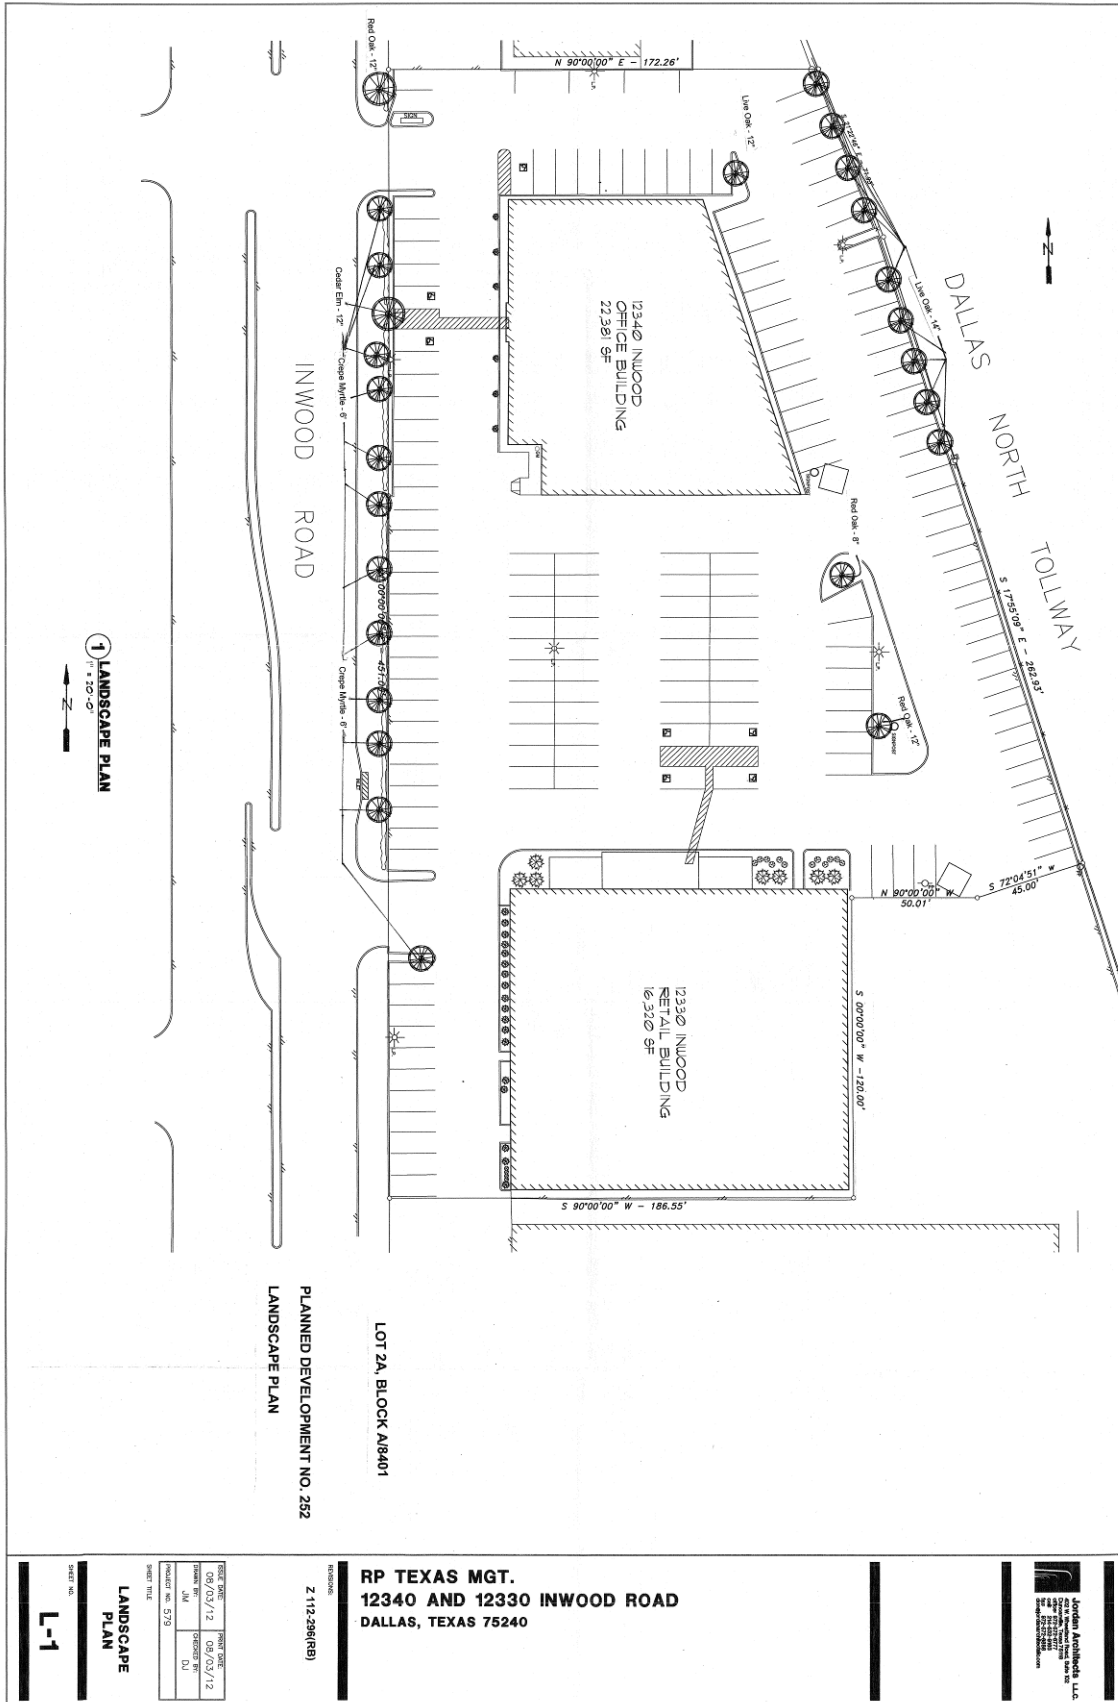 Red Oak - 12"
SIGN
N 90°00'00" E - 172.26'
L.P.
Live Oak - 12"
S 21°22'46" E
Live Oak - 14"
L.P.
N
DALLAS NORTH TOLLWAY
Cedar Elm - 12"
Crepe Myrtle - 6'
Crepe Myrtle - 6'
INWOOD ROAD
12340 INWOOD
OFFICE BUILDING
22,381 SF
Red Oak - 8"
S 17°55'09" E - 262.93'
L.P.
Red Oak - 12"
INLET
L.P.
N 90°00'00" W
50.01'
S 72°04'51" W
45.00'
12330 INWOOD
RETAIL BUILDING
16,320 SF
S 00°00'00" W - 120.00'
L.P.
S 90°00'00" W - 186.55'
1 LANDSCAPE PLAN
1" = 20'-0"
N
LOT 2A, BLOCK A/8401
PLANNED DEVELOPMENT NO. 252
LANDSCAPE PLAN
Jordan Architects L.L.C.
RP TEXAS MGT.
12340 AND 12330 INWOOD ROAD
DALLAS, TEXAS 75240
REVISIONS:
Z 112-296(RB)
ISSUE DATE: 08/03/12
PRINT DATE: 08/03/12
DRAWN BY: JM
CHECKED BY: DJ
PROJECT NO. 579
SHEET TITLE
LANDSCAPE
PLAN
SHEET NO.
L-1